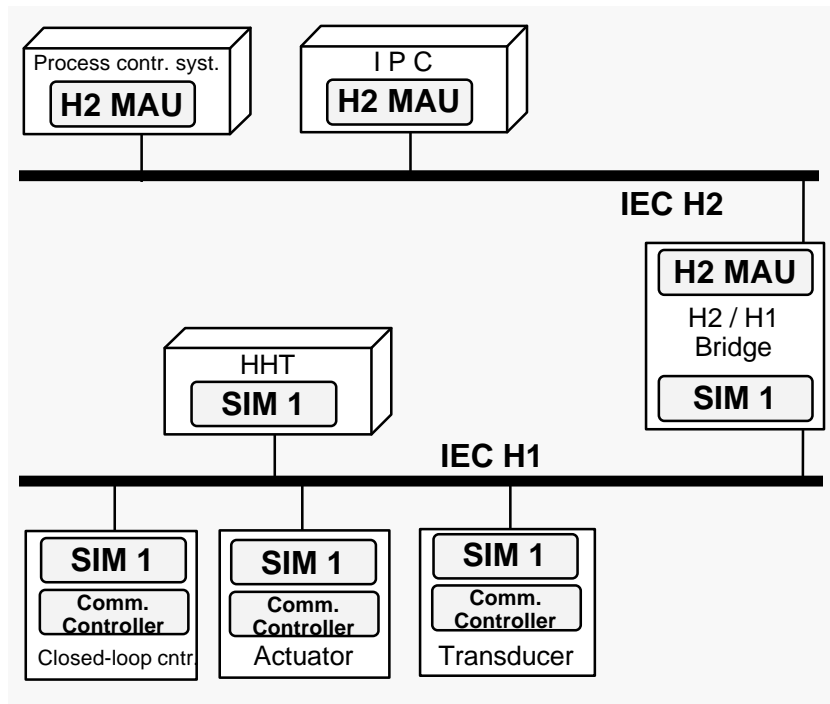 Process contr. syst.
H2 MAU
I P C
H2 MAU
IEC H2
H2 MAU
H2 / H1
Bridge
SIM 1
HHT
SIM 1
IEC H1
SIM 1
Comm.
Controller
Closed-loop cntr.
SIM 1
Comm.
Controller
Actuator
SIM 1
Comm.
Controller
Transducer